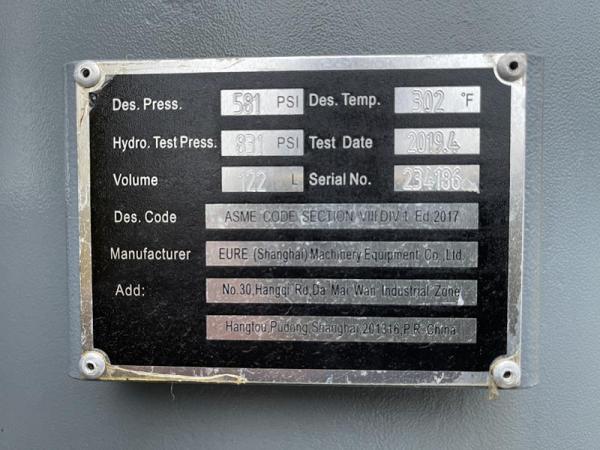 Des. Press. 581 PSI Des. Temp. 302 °F
Hydro. Test Press. 831 PSI Test Date 2019.4
Volume 122 L Serial No. 234186
Des. Code ASME CODE SECTION VIII DIV.1. Ed.2017
Manufacturer EURE (Shanghai) Machinery Equipment Co., Ltd.
Add: No.30,Hangqi Rd,Da Mai Wan Industrial Zone
Hangtou,Pudong,Shanghai,201316,P.R-China